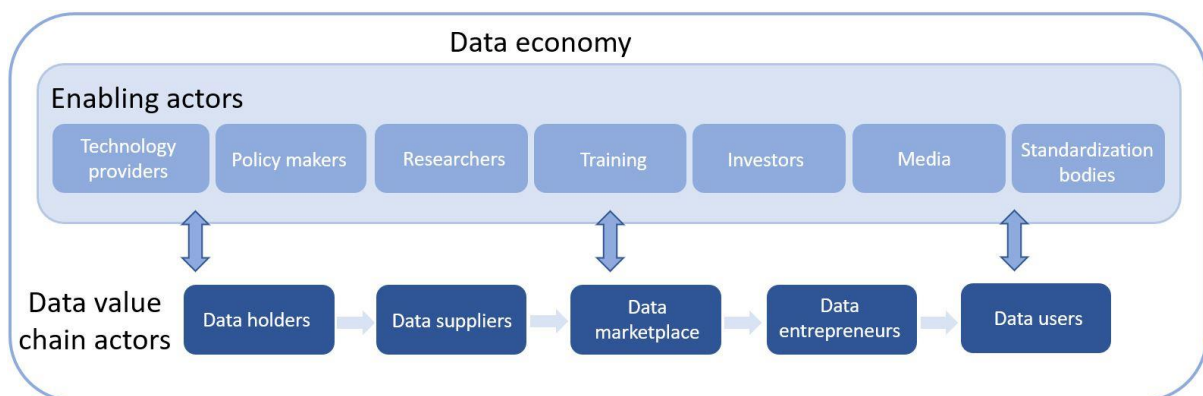 Data economy
Enabling actors
Technology
providers
Policy makers
Researchers
Training
Investors
Media
Standardization
bodies
Data value
chain actors
Data holders
Data suppliers
Data
marketplace
Data
entrepreneurs
Data users